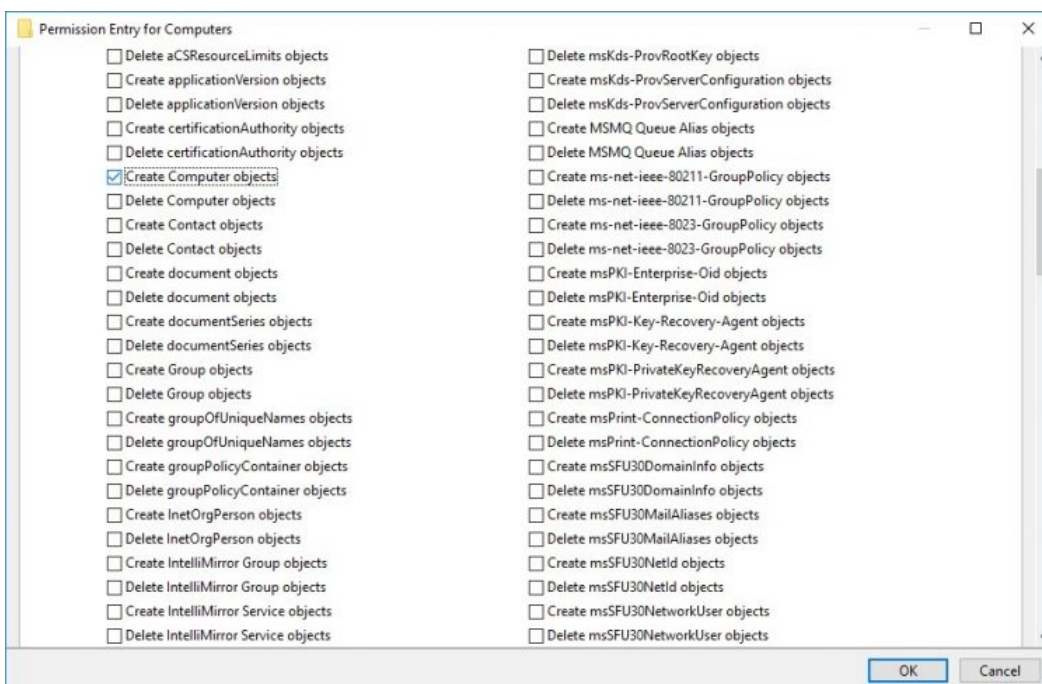 Permission Entry for Computers
Delete aCSResourceLimits objects
Create applicationVersion objects
Delete applicationVersion objects
Create certificationAuthority objects
Delete certificationAuthority objects
Create Computer objects
Delete Computer objects
Create Contact objects
Delete Contact objects
Create document objects
Delete document objects
Create documentSeries objects
Delete documentSeries objects
Create Group objects
Delete Group objects
Create groupOfUniqueNames objects
Delete groupOfUniqueNames objects
Create groupPolicyContainer objects
Delete groupPolicyContainer objects
Create InetOrgPerson objects
Delete InetOrgPerson objects
Create IntelliMirror Group objects
Delete IntelliMirror Group objects
Create IntelliMirror Service objects
Delete IntelliMirror Service objects
Delete msKds-ProvRootKey objects
Create msKds-ProvServerConfiguration objects
Delete msKds-ProvServerConfiguration objects
Create MSMQ Queue Alias objects
Delete MSMQ Queue Alias objects
Create ms-net-ieee-80211-GroupPolicy objects
Delete ms-net-ieee-80211-GroupPolicy objects
Create ms-net-ieee-8023-GroupPolicy objects
Delete ms-net-ieee-8023-GroupPolicy objects
Create msPKI-Enterprise-Oid objects
Delete msPKI-Enterprise-Oid objects
Create msPKI-Key-Recovery-Agent objects
Delete msPKI-Key-Recovery-Agent objects
Create msPKI-PrivateKeyRecoveryAgent objects
Delete msPKI-PrivateKeyRecoveryAgent objects
Create msPrint-ConnectionPolicy objects
Delete msPrint-ConnectionPolicy objects
Create msSFU30DomainInfo objects
Delete msSFU30DomainInfo objects
Create msSFU30MailAliases objects
Delete msSFU30MailAliases objects
Create msSFU30NetId objects
Delete msSFU30NetId objects
Create msSFU30NetworkUser objects
Delete msSFU30NetworkUser objects
OK
Cancel